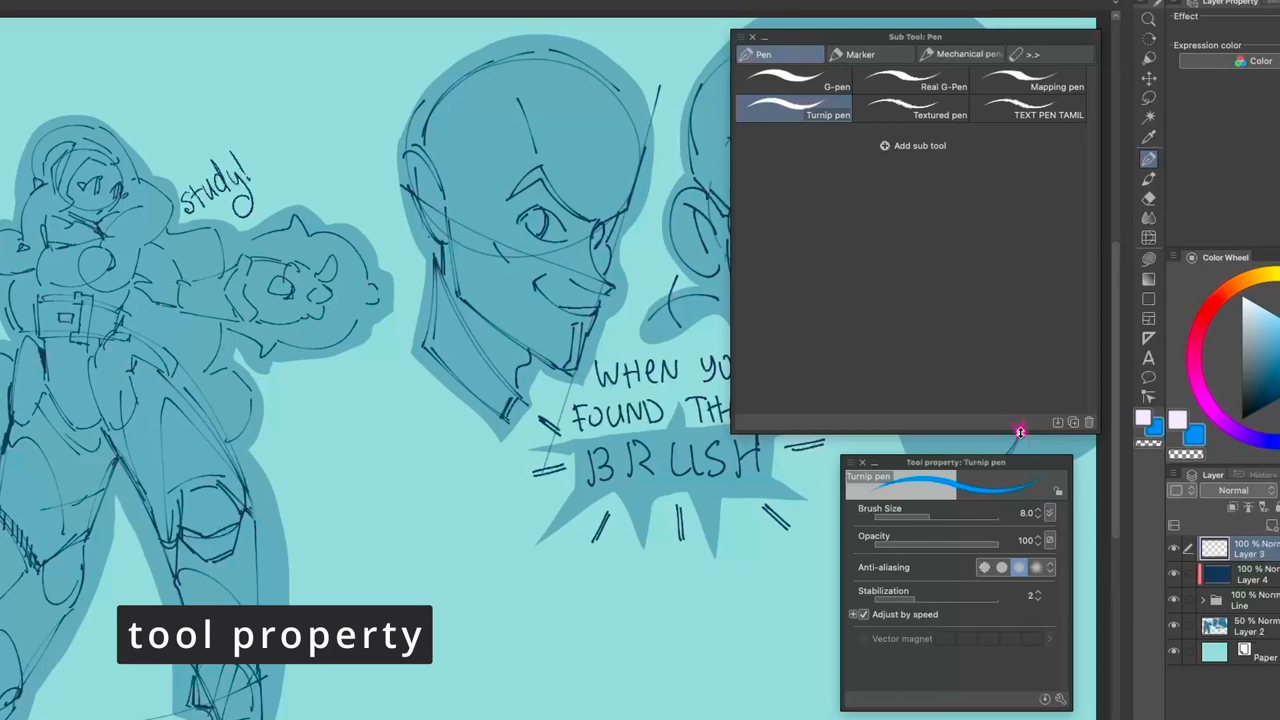 Layer Property
Effect
Expression color
Color
Sub Tool: Pen
Pen
Marker
Mechanical pen
>.>
G-pen
Real G-Pen
Mapping pen
Turnip pen
Textured pen
TEXT PEN TAMIL
Add sub tool
study!
WHEN YO
FOUND TH
BRUSH
Tool property: Turnip pen
Turnip pen
Brush Size
8.0
Opacity
100
Anti-aliasing
Stabilization
2
Adjust by speed
Vector magnet
Color Wheel
Layer
History
Normal
100 % Norm
Layer 3
100 % Norm
Layer 4
100 % Norm
Line
50 % Norm
Layer 2
Paper
tool property